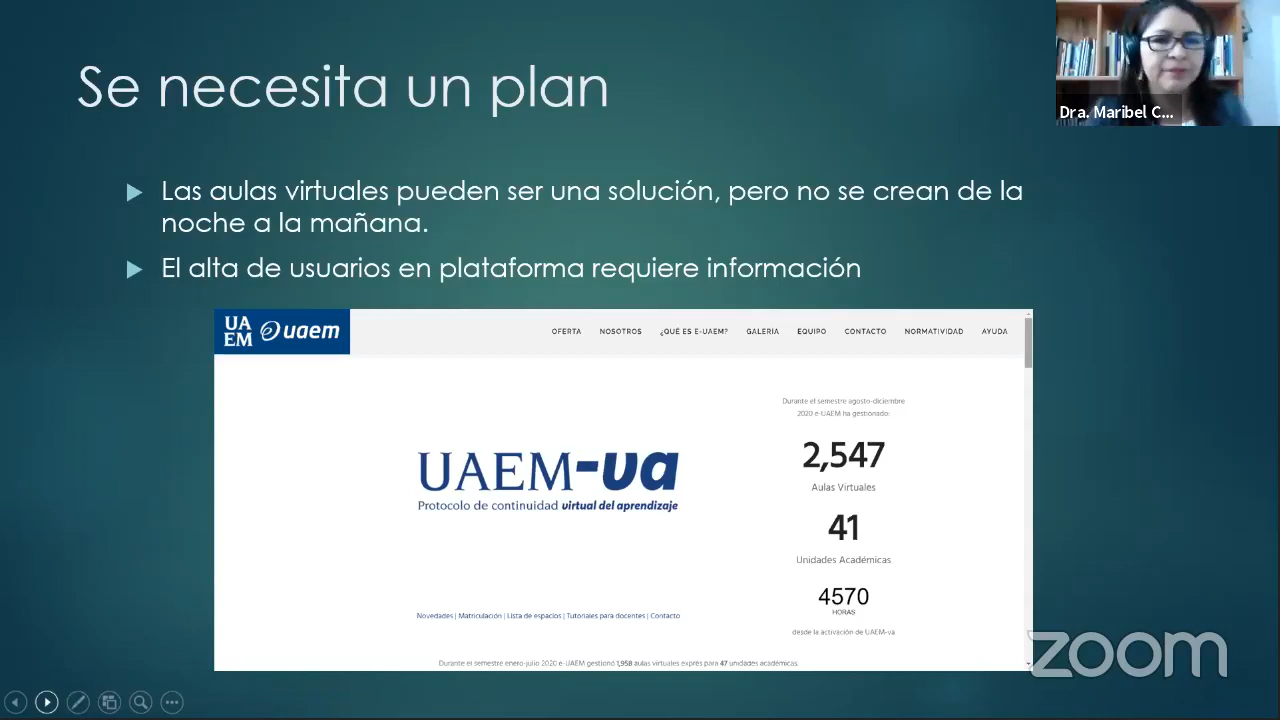 Se necesita un plan
Dra. Maribel C...
Las aulas virtuales pueden ser una solución, pero no se crean de la
noche a la mañana.
El alta de usuarios en plataforma requiere información
UA
EM
uaem
OFERTA NOSOTROS ¿QUÉ ES E-UAEM? GALERIA EQUIPO CONTACTO NORMATIVIDAD AYUDA
Durante el semestre agosto-diciembre
2020 e-UAEM ha gestionado:
2,547
Aulas Virtuales
41
Unidades Académicas
4570
HORAS
desde la activación de UAEM-va
UAEM-va
Protocolo de continuidad virtual del aprendizaje
Novedades | Matriculación | Lista de espacios | Tutoriales para docentes | Contacto
Durante el semestre enero-julio 2020 e-UAEM gestionó 1,958 aulas virtuales exprés para 47 unidades académicas.
zoom